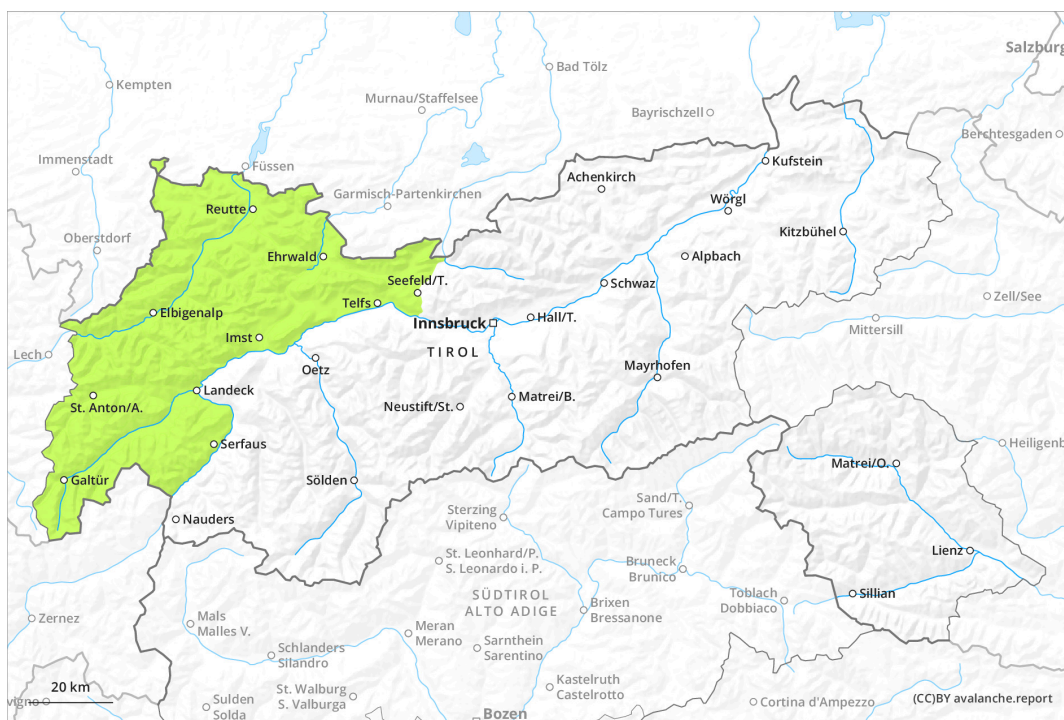 Salzburg
Kempten
Bad Tölz
Murnau/Staffelsee
Bayrischzell
Berchtesgaden
Immenstadt
Füssen
Kufstein
Garmisch-Partenkirchen
Achenkirch
Wörgl
Reutte
Oberstdorf
Kitzbühel
Ehrwald
Alpbach
Seefeld/T.
Schwaz
Zell/See
Telfs
Elbigenalp
Innsbruck
Hall/T.
Mittersill
Imst
Lech
TIROL
Oetz
Mayrhofen
Landeck
St. Anton/A.
Neustift/St.
Matrei/B.
Serfaus
Heiligenb
Matrei/O.
Galtür
Sölden
Sand/T.
Campo Tures
Sterzing
Vipiteno
Nauders
St. Leonhard/P.
S. Leonardo i. P.
Lienz
Bruneck
Brunico
SÜDTIROL
ALTO ADIGE
Toblach
Dobbiaco
Sillian
Brixen
Bressanone
Zernez
Mals
Malles V.
Meran
Merano
Sarnthein
Sarentino
Schlanders
Silandro
Kastelruth
Castelrotto
20 km
St. Walburg
S. Valburga
vigno
Sulden
Solda
Cortina d'Ampezzo
(CC)BY avalanche.report
Bozen